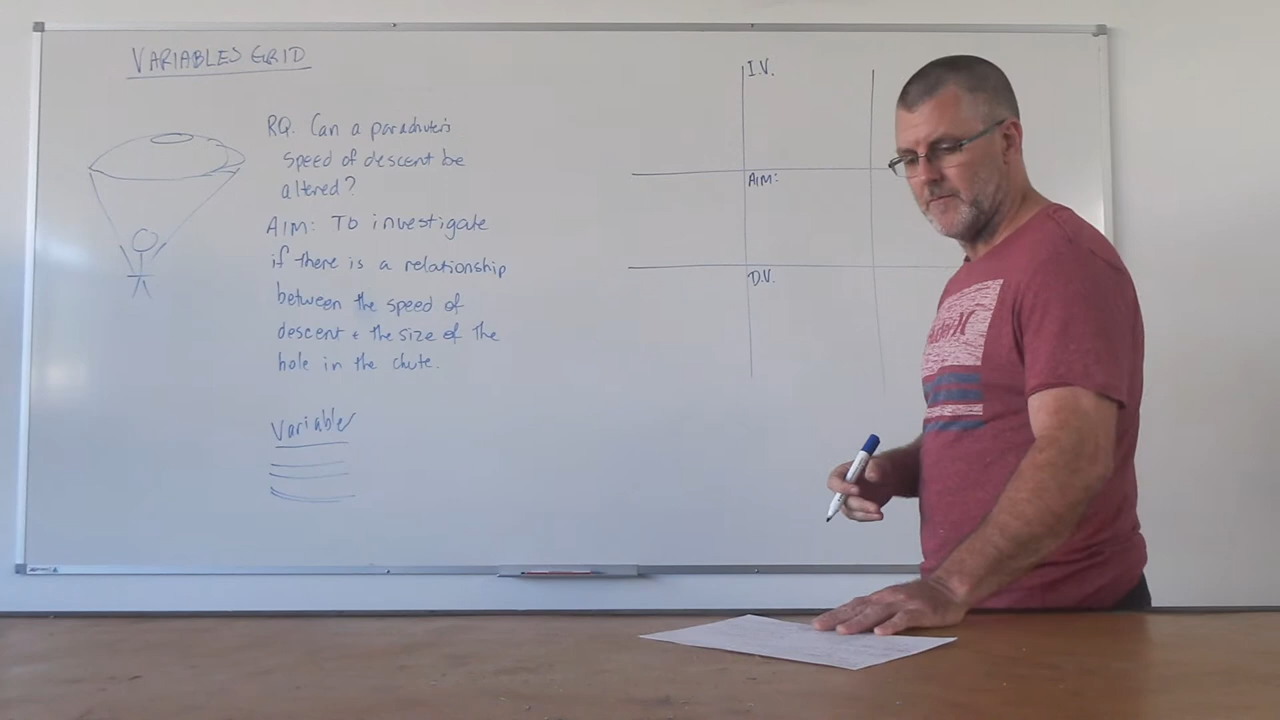 VARIABLES GRID
RQ. Can a parachute's
speed of descent be
altered?
AIM: To investigate
if there is a relationship
between the speed of
descent + the size of the
hole in the chute.
Variables
I.V.
AIM:
D.V.